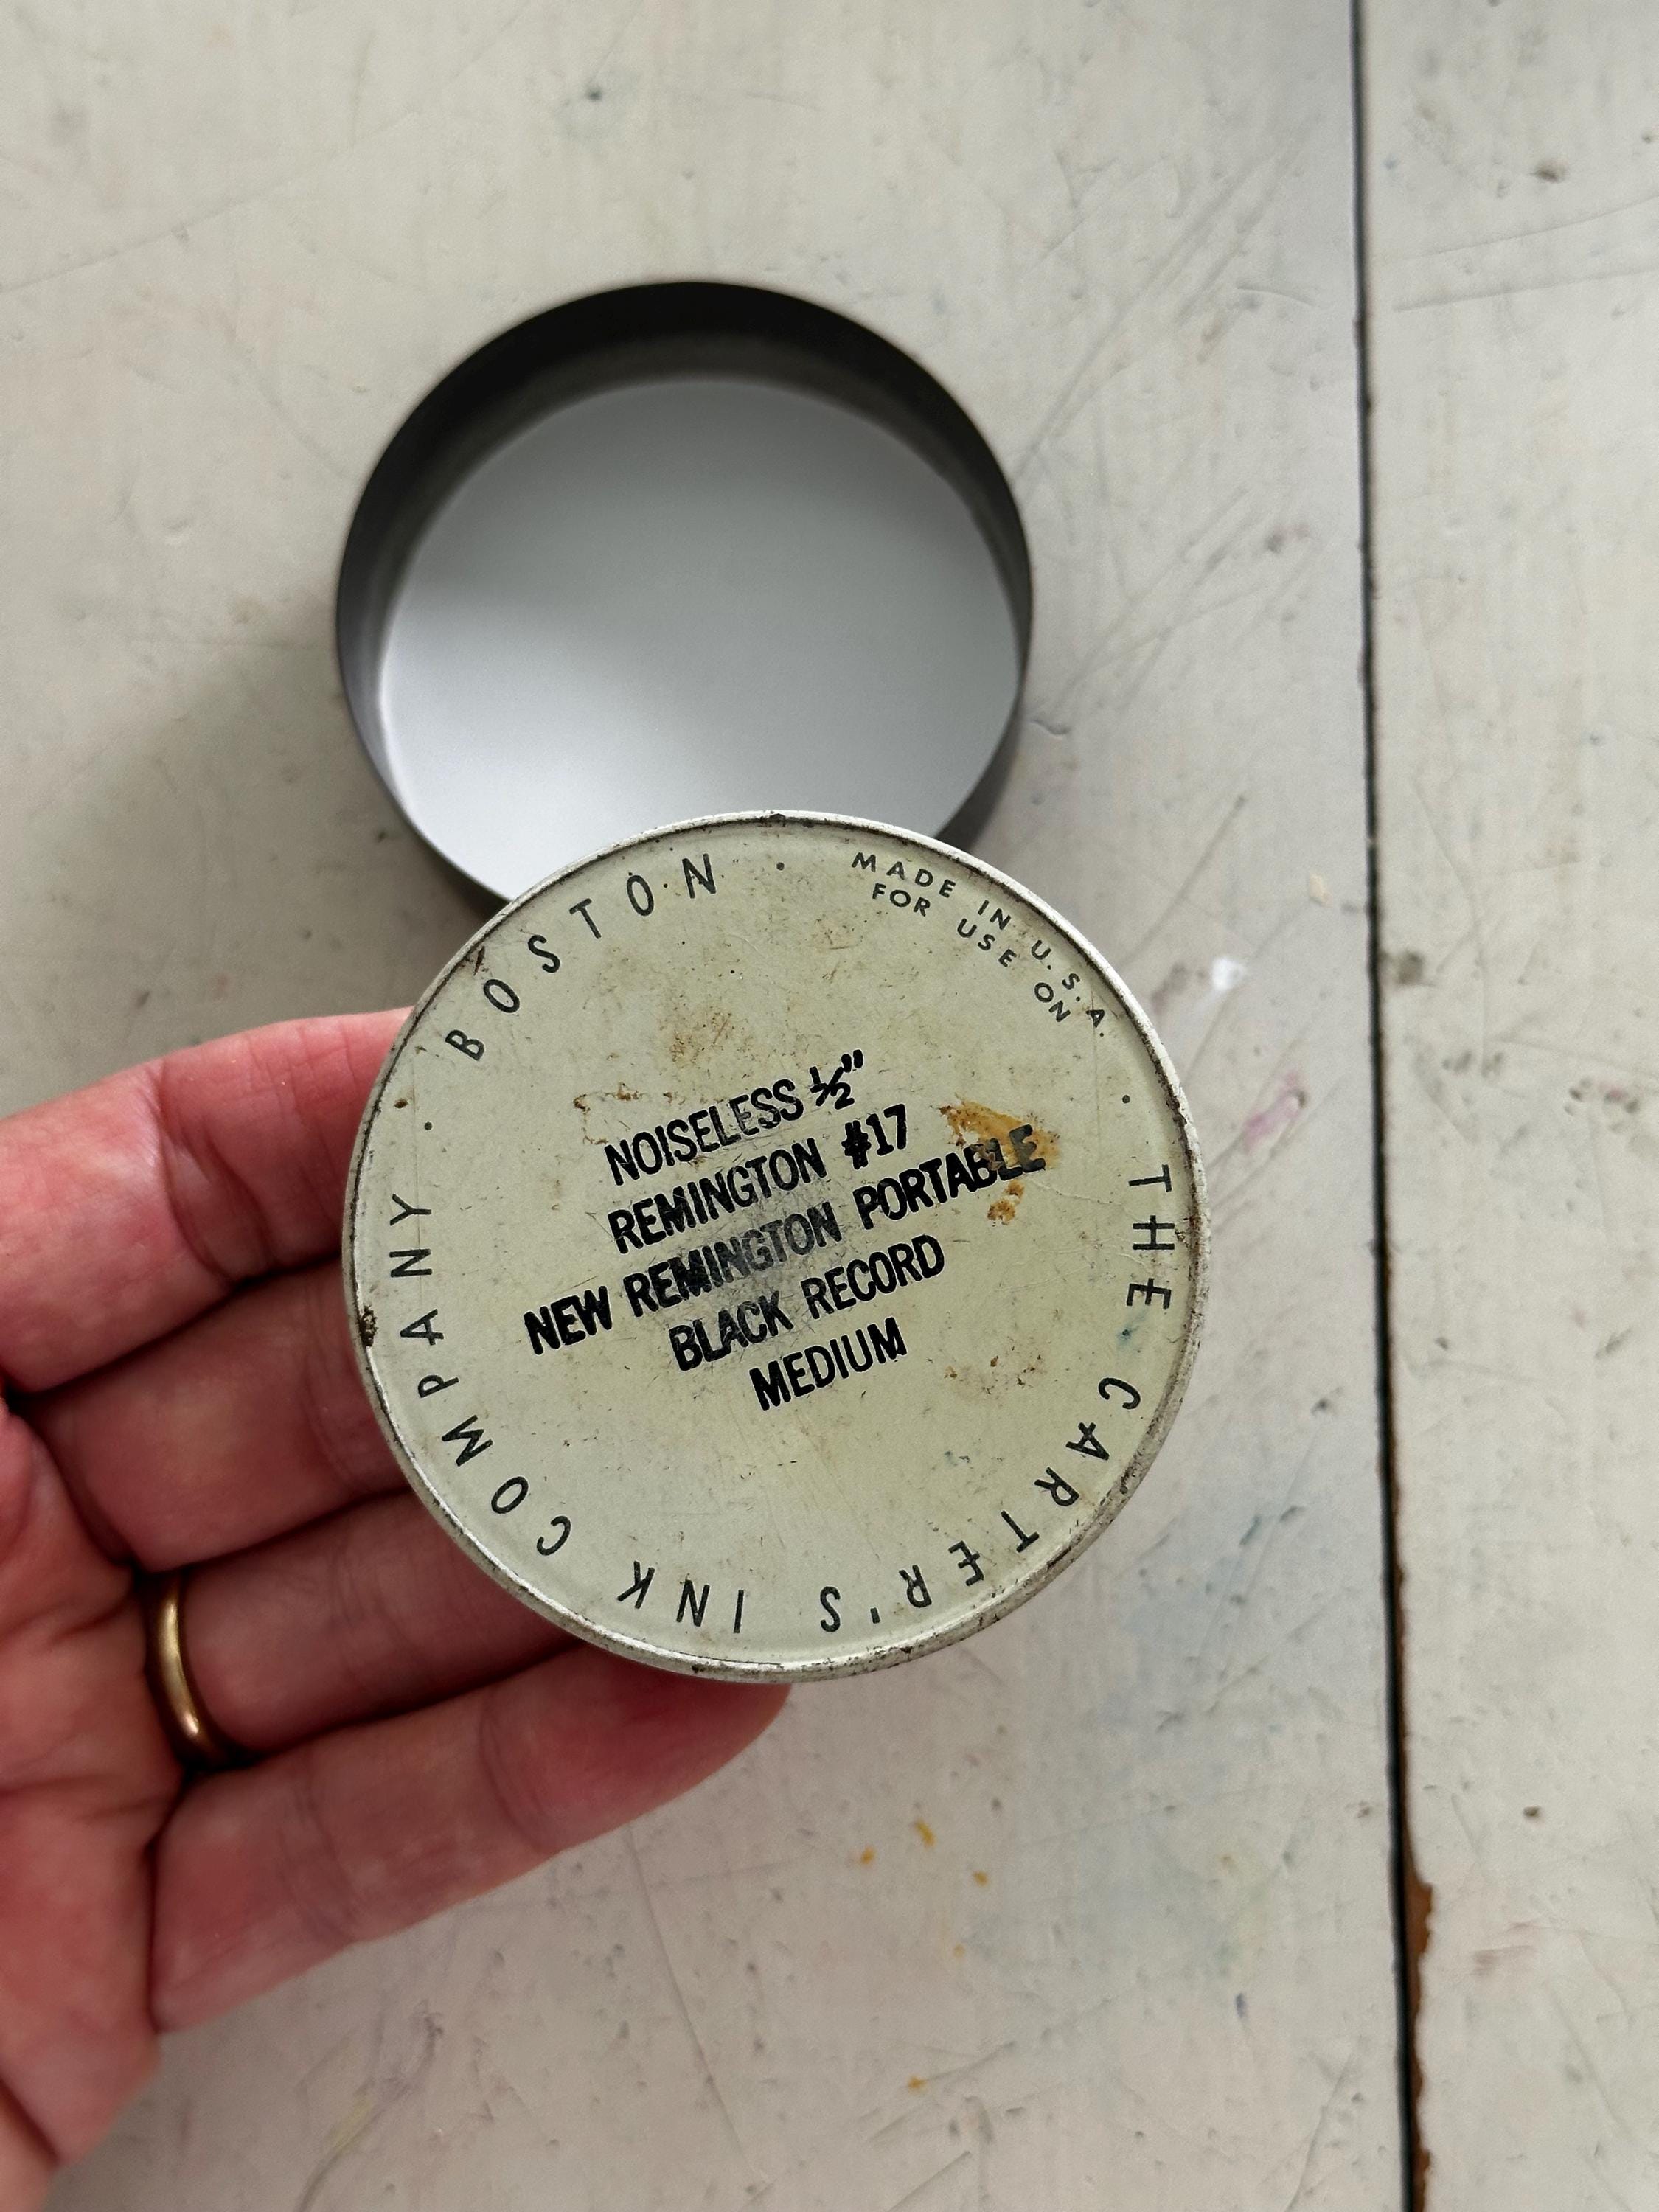 MADE IN U.S.A.
FOR USE ON
NOISELESS ½"
REMINGTON #17
NEW REMINGTON PORTABLE
BLACK RECORD
MEDIUM
· THE CARTER'S INK COMPANY · BOSTON ·